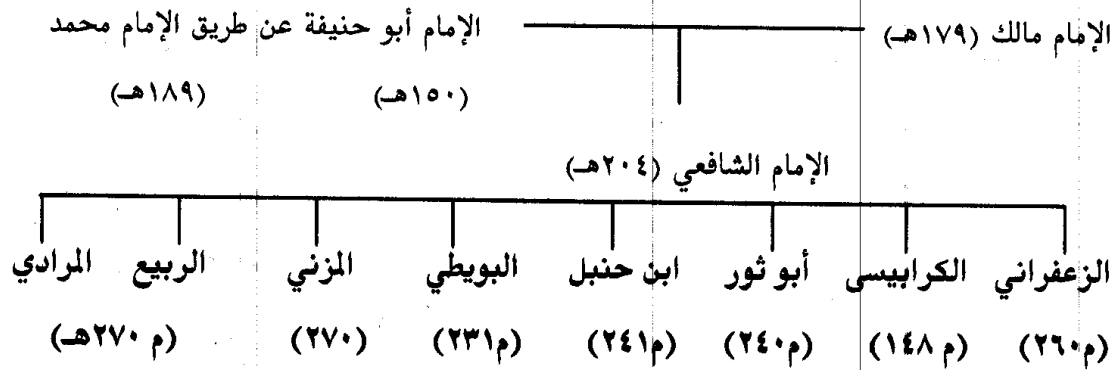 الإمام مالك (١٧٩هـ) الإمام أبو حنيفة عن طريق الإمام محمد
(١٥٠هـ) (١٨٩هـ)
الإمام الشافعي (٢٠٤هـ)
الزعفراني الكرابيسى أبو ثور ابن حنبل البويطي المزني الربيع المرادي
(م٢٦٠) (م ١٤٨) (م٢٤٠) (م٢٤١) (م٢٣١) (٢٧٠) (م ٢٧٠هـ)